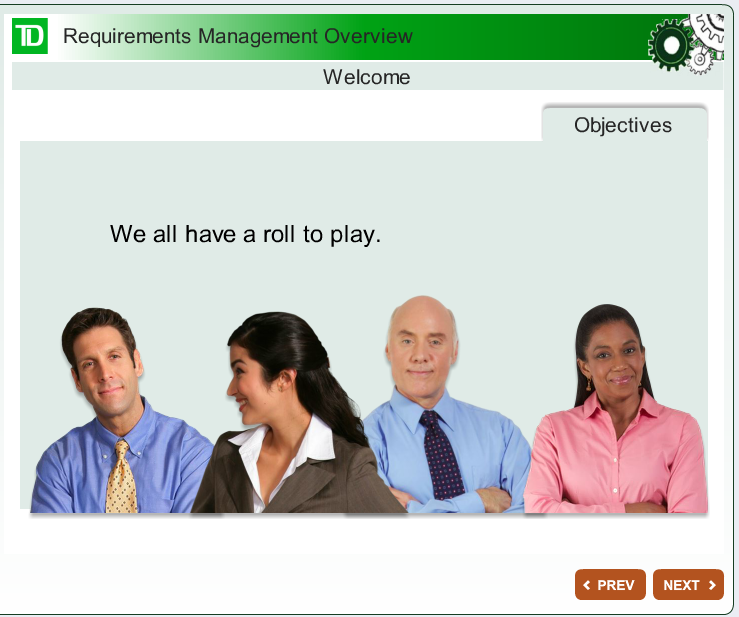 TD Requirements Management Overview
Welcome
Objectives
We all have a roll to play.
PREV
NEXT